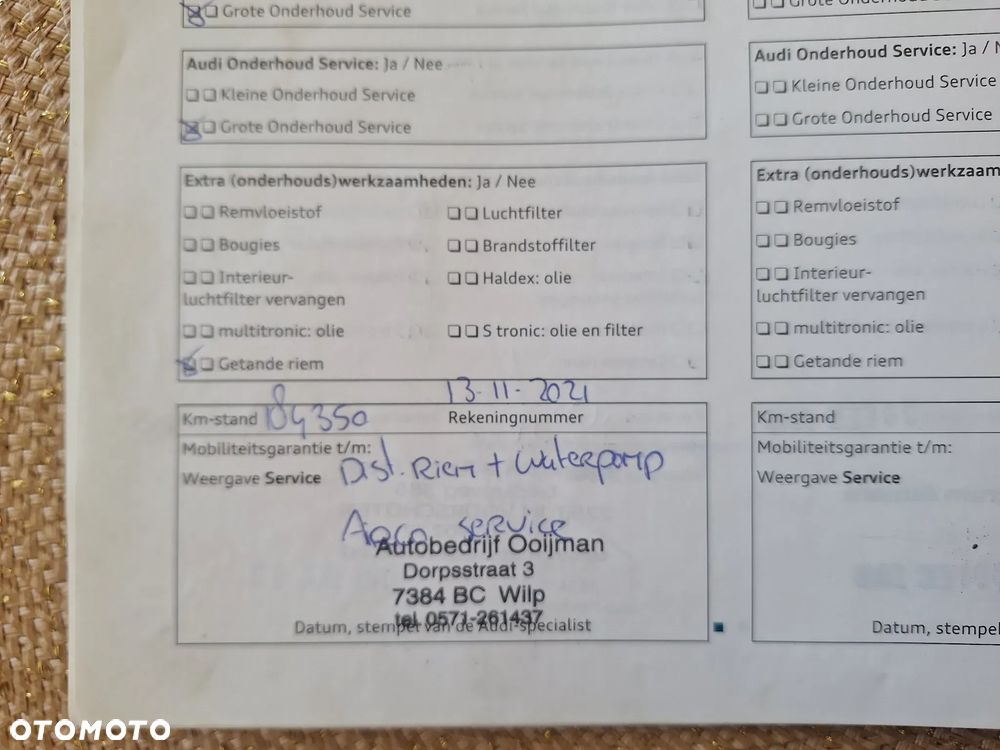 Grote Onderhoud Service
Audi Onderhoud Service: Ja / Nee
Kleine Onderhoud Service
Grote Onderhoud Service
Extra (onderhouds)werkzaamheden: Ja / Nee
Remvloeistof
Luchtfilter
Bougies
Brandstoffilter
Interieur-
luchtfilter vervangen
Haldex: olie
multitronic: olie
S tronic: olie en filter
Getande riem
13-11-2021
Km-stand 84350
Rekeningnummer
Mobiliteitsgarantie t/m:
Weergave Service
Dist. Riem + Waterpomp
Airco service
Autobedrijf Ooijman
Dorpsstraat 3
7384 BC Wilp
tel. 0571-261437
Datum, stempel van de Audi-specialist
Grote Onderhoud Service
Audi Onderhoud Service: Ja / N
Kleine Onderhoud Service
Grote Onderhoud Service
Extra (onderhouds)werkzaam
Remvloeistof
Bougies
Interieur-
luchtfilter vervangen
multitronic: olie
Getande riem
Km-stand
Mobiliteitsgarantie t/m:
Weergave Service
Datum, stempel
OTOMOTO